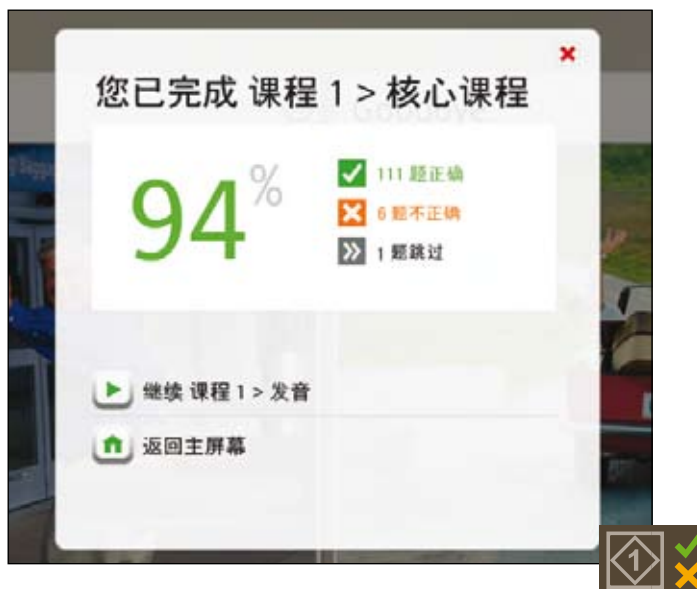 您已完成 课程 1 > 核心课程
94%
111 题正确
6 题不正确
1 题跳过
继续 课程 1 > 发音
返回主屏幕
1